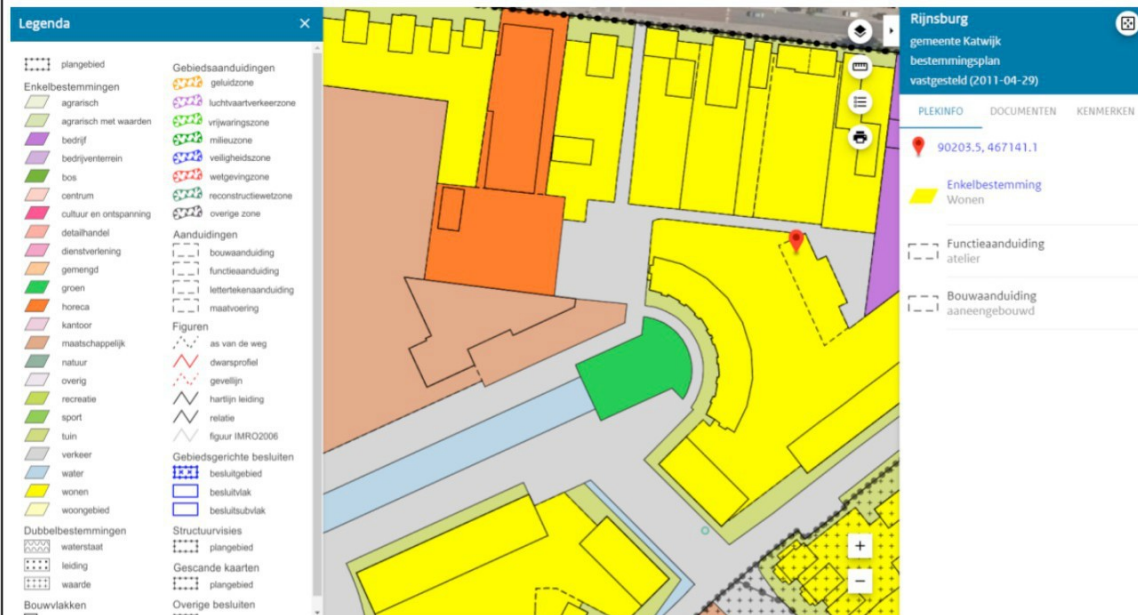 Legenda
plangebied
Enkelbestemmingen
agrarisch
agrarisch met waarden
bedrijf
bedrijventerrein
bos
centrum
cultuur en ontspanning
detailhandel
dienstverlening
gemengd
groen
horeca
kantoor
maatschappelijk
natuur
overig
recreatie
sport
tuin
verkeer
water
wonen
woongebied
Dubbelbestemmingen
waterstaat
leiding
waarde
Bouwvlakken
Gebiedsaanduidingen
geluidzone
luchtvaartverkeerzone
vrijwaringszone
milieuzone
veiligheidszone
wetgevingzone
reconstructiewetzone
overige zone
Aanduidingen
bouwaanduiding
functieaanduiding
lettertekenaanduiding
maatvoering
Figuren
as van de weg
dwarsprofiel
gevellijn
hartlijn leiding
relatie
figuur IMRO2006
Gebiedsgerichte besluiten
besluitgebied
besluitvlak
besluitsubvlak
Structuurvisies
plangebied
Gescande kaarten
plangebied
Overige besluiten
Rijnsburg
gemeente Katwijk
bestemmingsplan
vastgesteld (2011-04-29)
PLEKINFO DOCUMENTEN KENMERKEN
90203.5, 467141.1
Enkelbestemming
Wonen
Functieaanduiding
atelier
Bouwaanduiding
aaneengebouwd